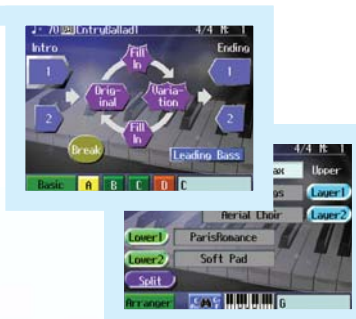 ♩= 70 CntryBallad1 4/4 M: 1
Intro Ending
Fill In
1 Orig-inal Varia-tion 1
2 Fill In 2
Break
Leading Bass
Basic A B C D C
4/4 M: 1
Upper
Layer1
Aerial Choir Layer2
Lower1 ParisRomance
Lower2 Soft Pad
Split
Arranger G